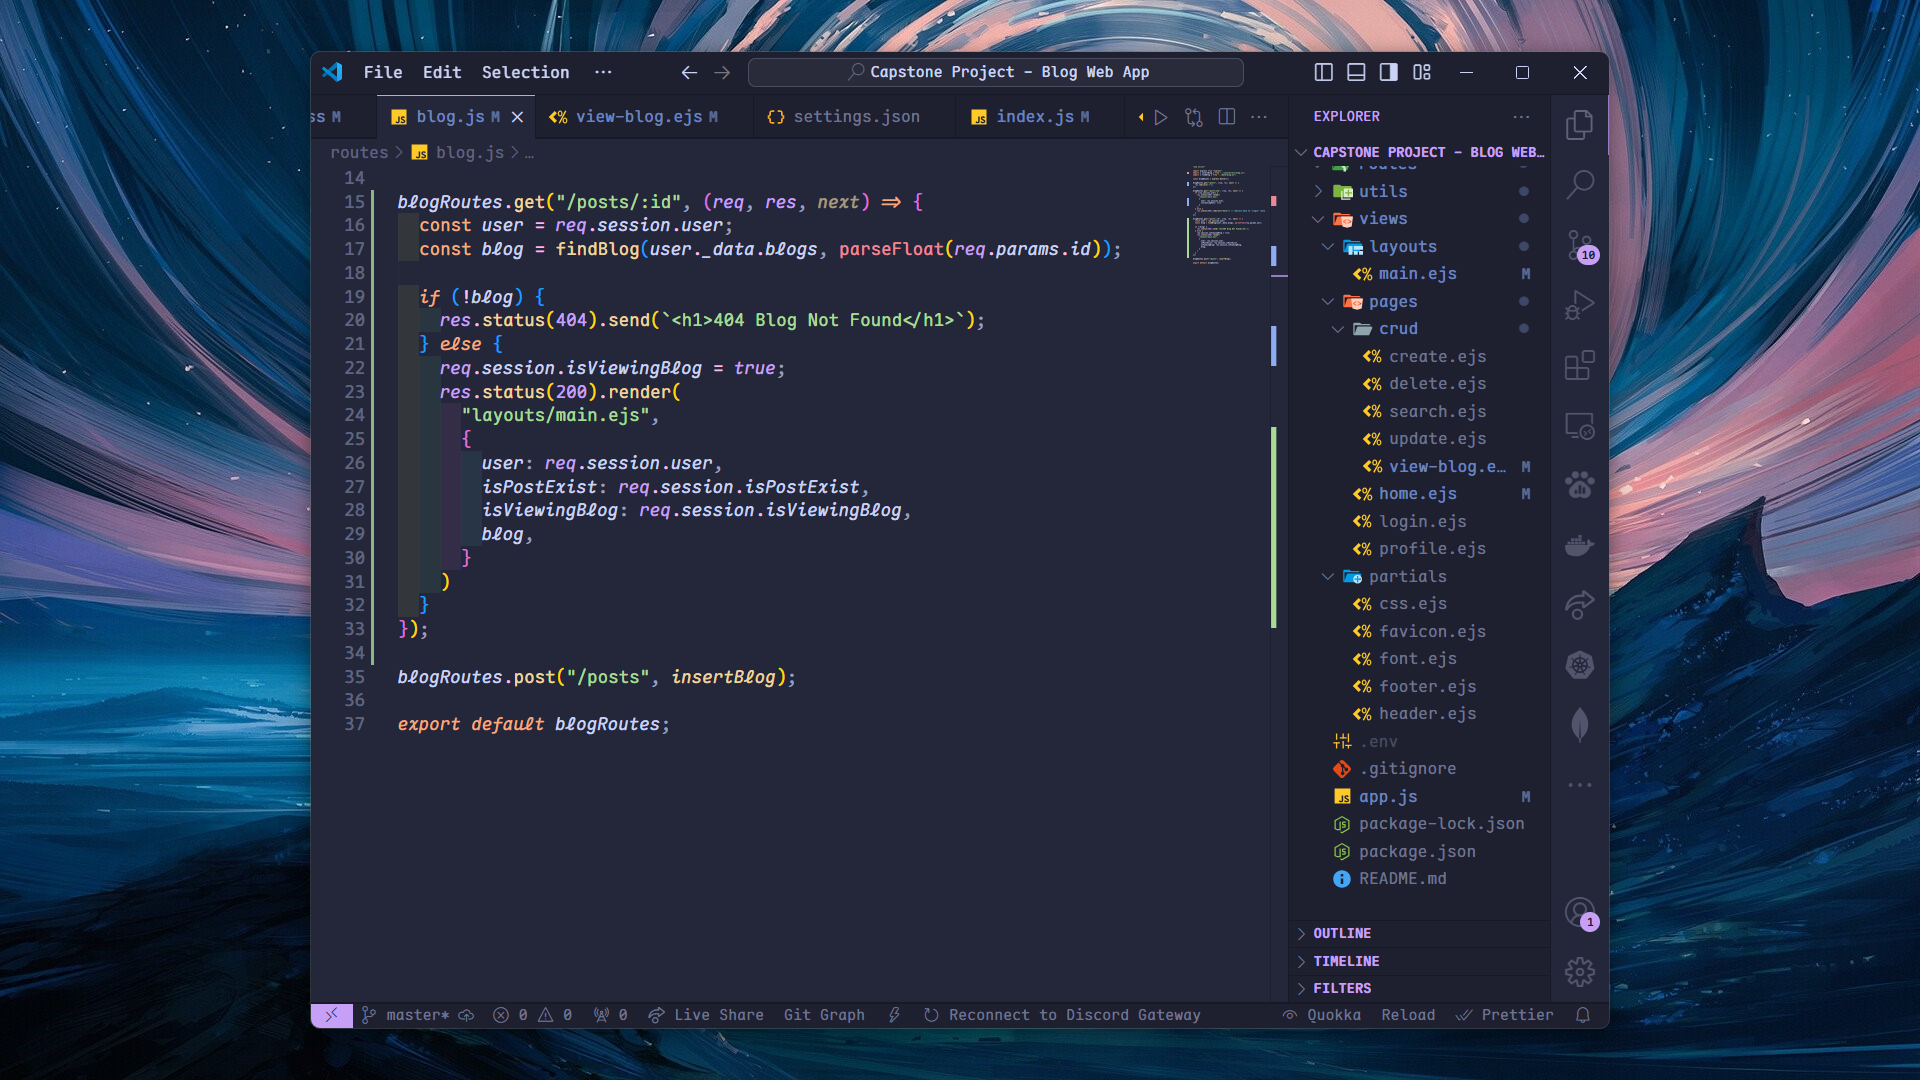 File Edit Selection ··· Capstone Project - Blog Web App
ss M blog.js M view-blog.ejs M settings.json index.js M
routes > blog.js > …
14
15 blogRoutes.get("/posts/:id", (req, res, next) => {
16 const user = req.session.user;
17 const blog = findBlog(user._data.blogs, parseFloat(req.params.id));
18
19 if (!blog) {
20 res.status(404).send(`<h1>404 Blog Not Found</h1>`);
21 } else {
22 req.session.isViewingBlog = true;
23 res.status(200).render(
24 "layouts/main.ejs",
25 {
26 user: req.session.user,
27 isPostExist: req.session.isPostExist,
28 isViewingBlog: req.session.isViewingBlog,
29 blog,
30 }
31 )
32 }
33 });
34
35 blogRoutes.post("/posts", insertBlog);
36
37 export default blogRoutes;
EXPLORER
CAPSTONE PROJECT - BLOG WEB…
routes
utils
views
layouts
main.ejs M
pages
crud
create.ejs
delete.ejs
search.ejs
update.ejs
view-blog.e… M
home.ejs M
login.ejs
profile.ejs
partials
css.ejs
favicon.ejs
font.ejs
footer.ejs
header.ejs
.env
.gitignore
app.js M
package-lock.json
package.json
README.md
OUTLINE
TIMELINE
FILTERS
10
1
master* 0 0 0 Live Share Git Graph Reconnect to Discord Gateway Quokka Reload Prettier